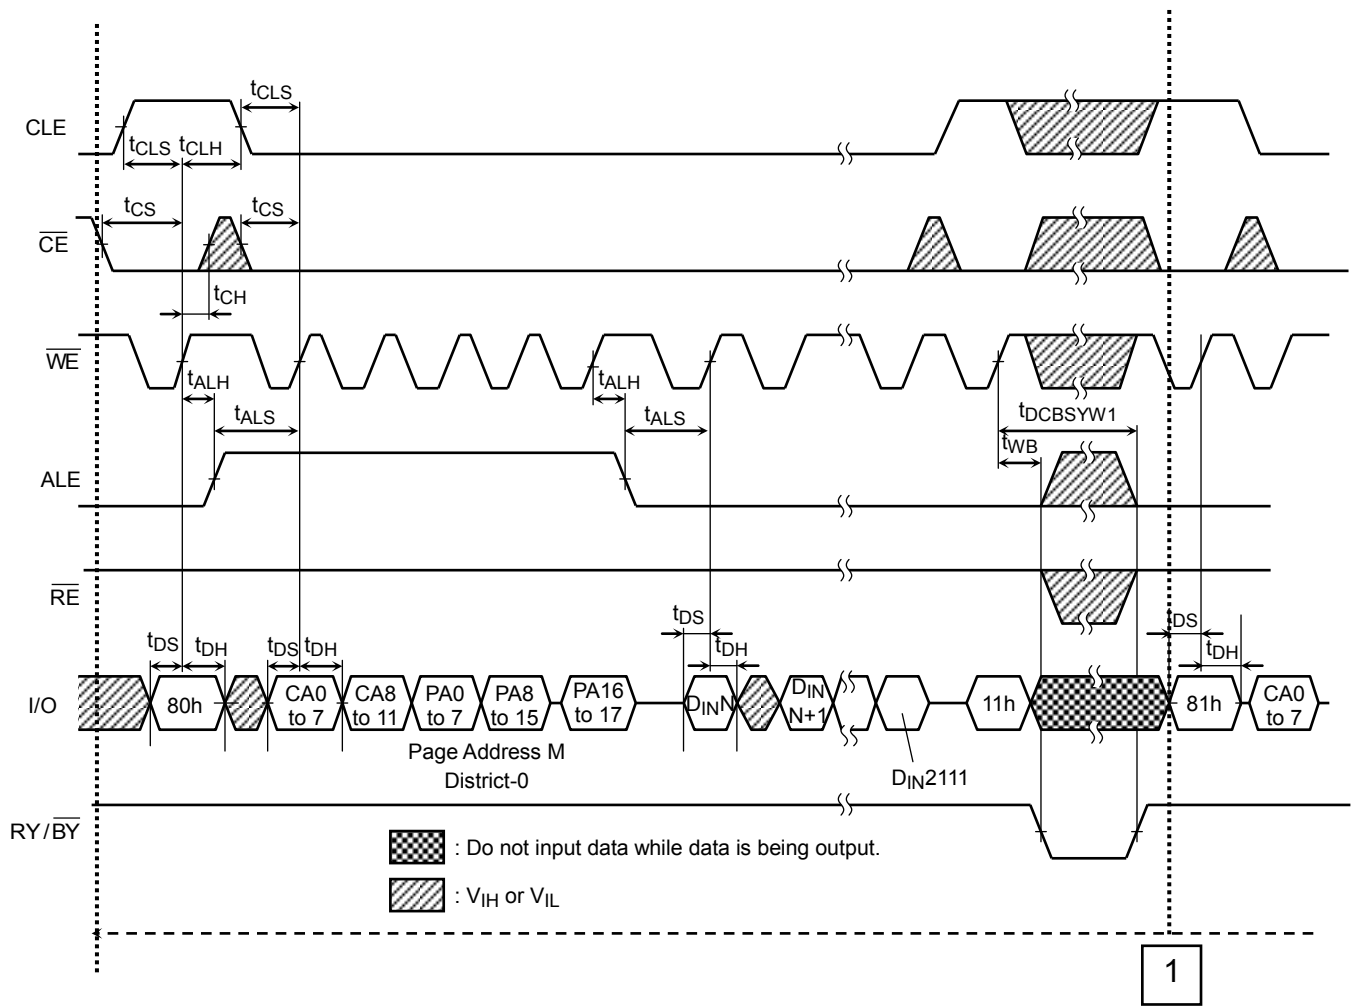 tCLS
CLE
tCLS tCLH
tCS tCS
CE
tCH
WE
tALH tALH
tALS tALS tDCBSYW1
tWB
ALE
RE
tDS tDH tDS tDH tDS tDH tDS tDH
I/O
80h
CA0 to 7
CA8 to 11
PA0 to 7
PA8 to 15
PA16 to 17
DINN
DIN N+1
11h
81h
CA0 to 7
Page Address M
District-0
DIN2111
RY/BY
: Do not input data while data is being output.
: VIH or VIL
1